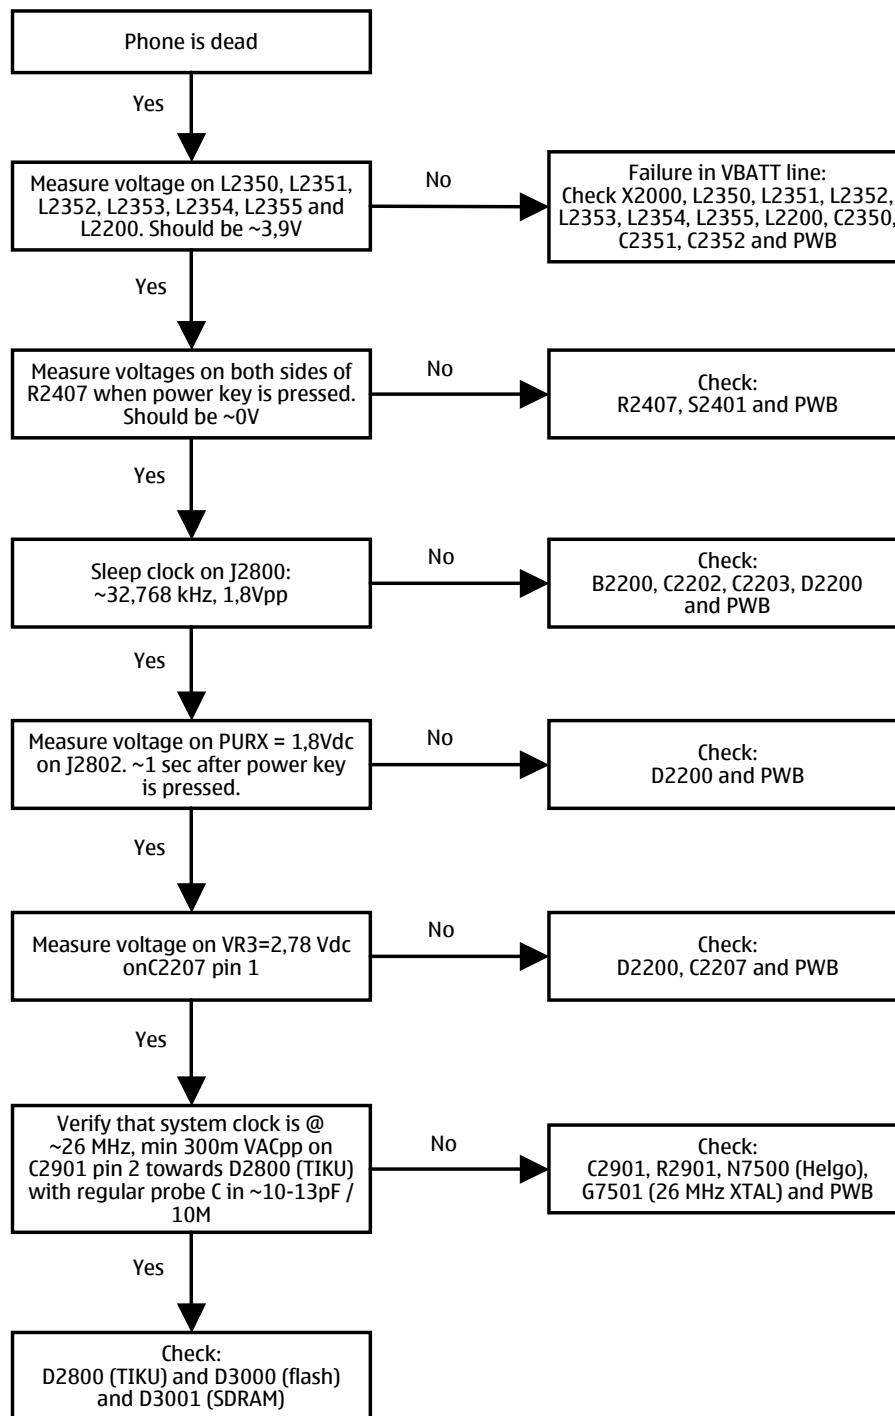 Phone is dead
Yes
Measure voltage on L2350, L2351,
L2352, L2353, L2354, L2355 and
L2200. Should be ~3,9V
No
Failure in VBATT line:
Check X2000, L2350, L2351, L2352,
L2353, L2354, L2355, L2200, C2350,
C2351, C2352 and PWB
Yes
Measure voltages on both sides of
R2407 when power key is pressed.
Should be ~0V
No
Check:
R2407, S2401 and PWB
Yes
Sleep clock on J2800:
~32,768 kHz, 1,8Vpp
No
Check:
B2200, C2202, C2203, D2200
and PWB
Yes
Measure voltage on PURX = 1,8Vdc
on J2802. ~1 sec after power key
is pressed.
No
Check:
D2200 and PWB
Yes
Measure voltage on VR3=2,78 Vdc
onC2207 pin 1
No
Check:
D2200, C2207 and PWB
Yes
Verify that system clock is @
~26 MHz, min 300m VACpp on
C2901 pin 2 towards D2800 (TIKU)
with regular probe C in ~10-13pF /
10M
No
Check:
C2901, R2901, N7500 (Helgo),
G7501 (26 MHz XTAL) and PWB
Yes
Check:
D2800 (TIKU) and D3000 (flash)
and D3001 (SDRAM)